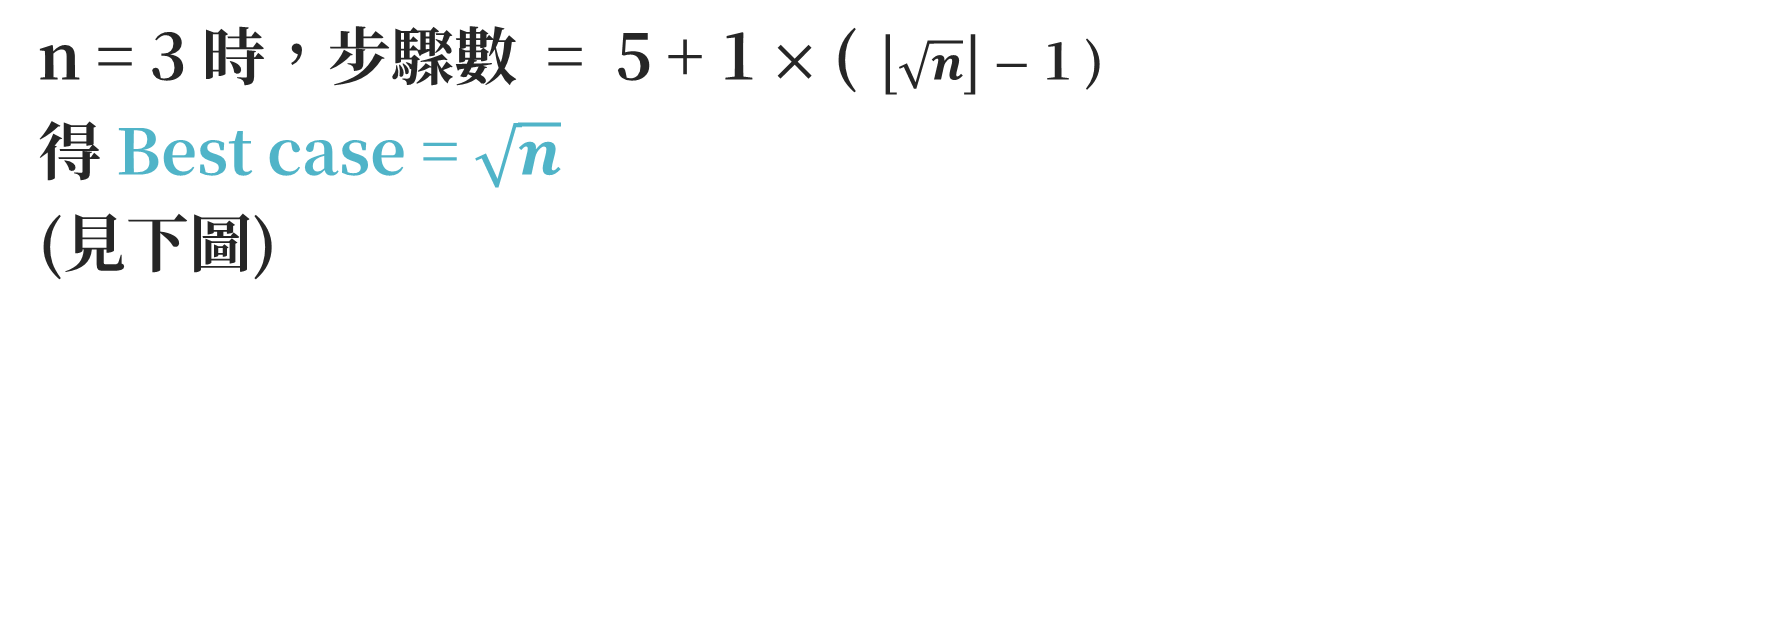 n = 3 時，步驟數 = 5 + 1 × ( ⌊√n⌋ − 1 )
得 Best case = √n
(見下圖)